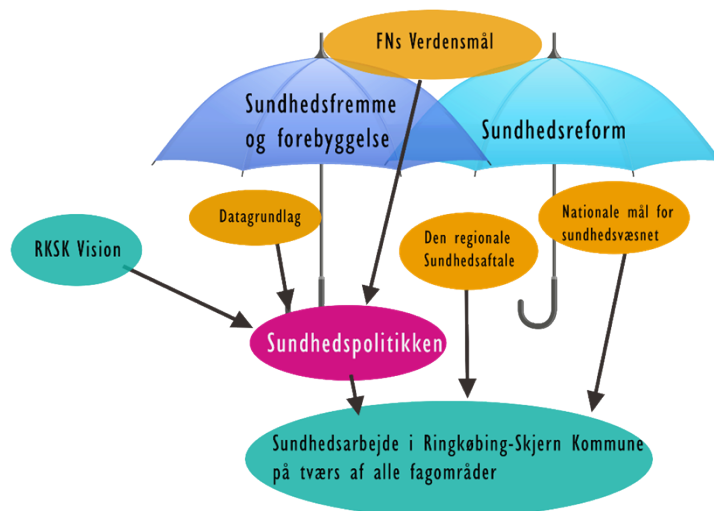 FNs Verdensmål
Sundhedsfremme
og forebyggelse
Sundhedsreform
Datagrundlag
Nationale mål for
sundhedsvæsnet
RKSK Vision
Den regionale
Sundhedsaftale
Sundhedspolitikken
Sundhedsarbejde i Ringkøbing-Skjern Kommune
på tværs af alle fagområder